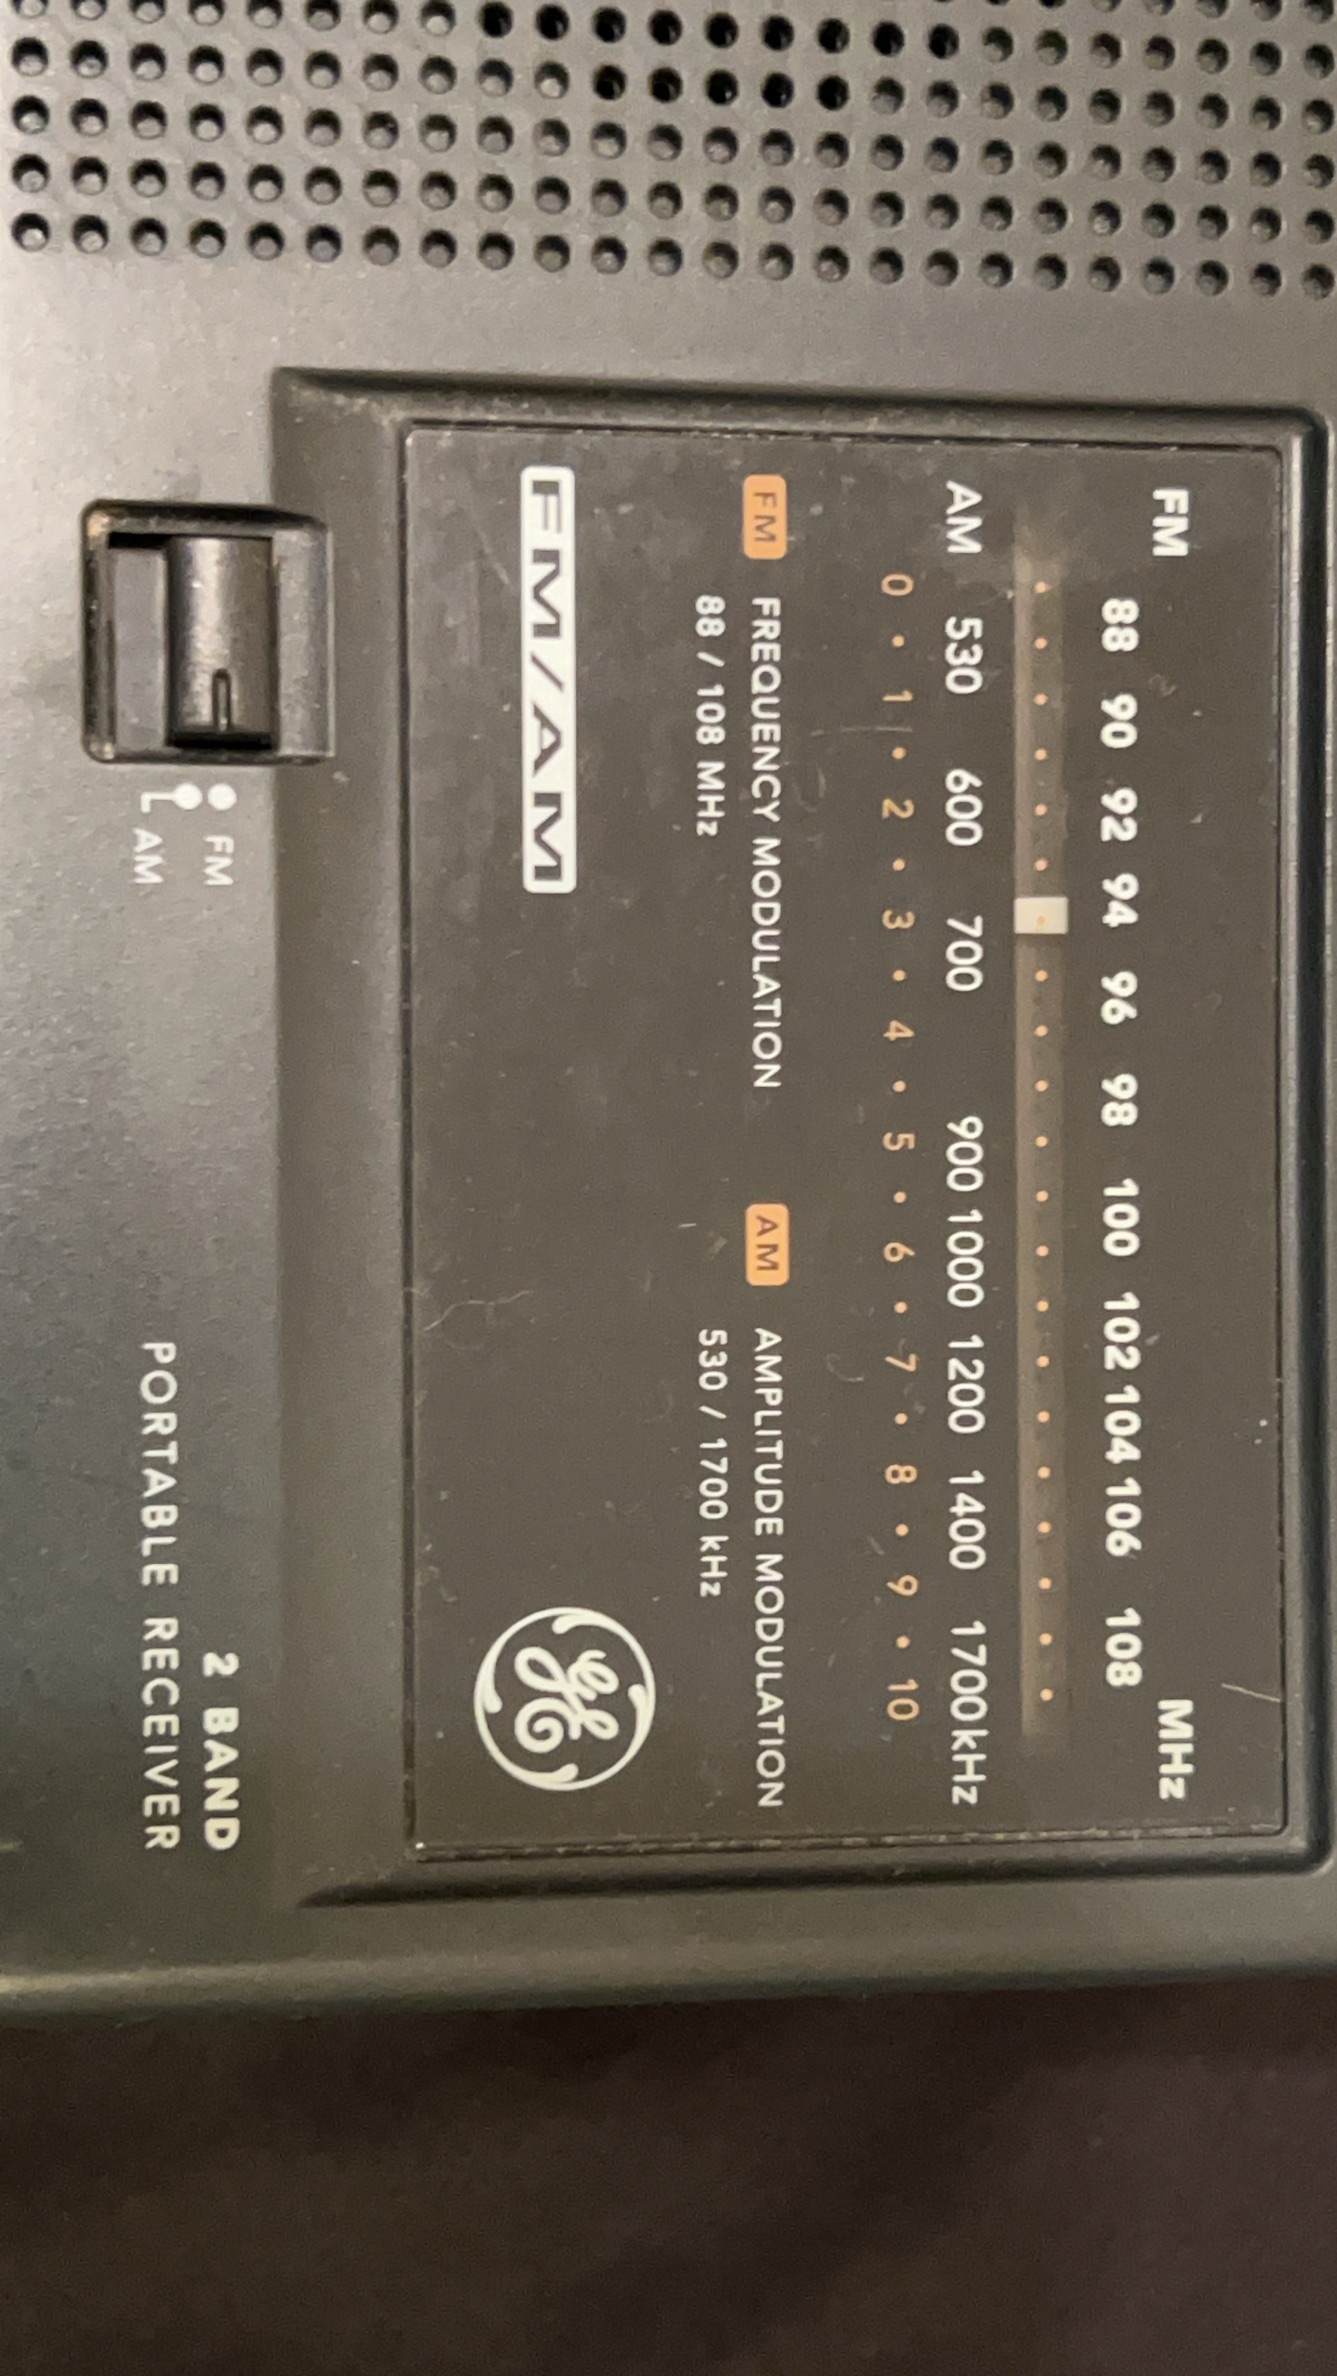 FM 88 90 92 94 96 98 100 102 104 106 108 MHz
AM 530 600 700 900 1000 1200 1400 1700 kHz
0 • 1 • 2 • 3 • 4 • 5 • 6 • 7 • 8 • 9 • 10
FM FREQUENCY MODULATION
88 / 108 MHz
AM AMPLITUDE MODULATION
530 / 1700 kHz
FM/AM
GE
FM
AM
2 BAND
PORTABLE RECEIVER